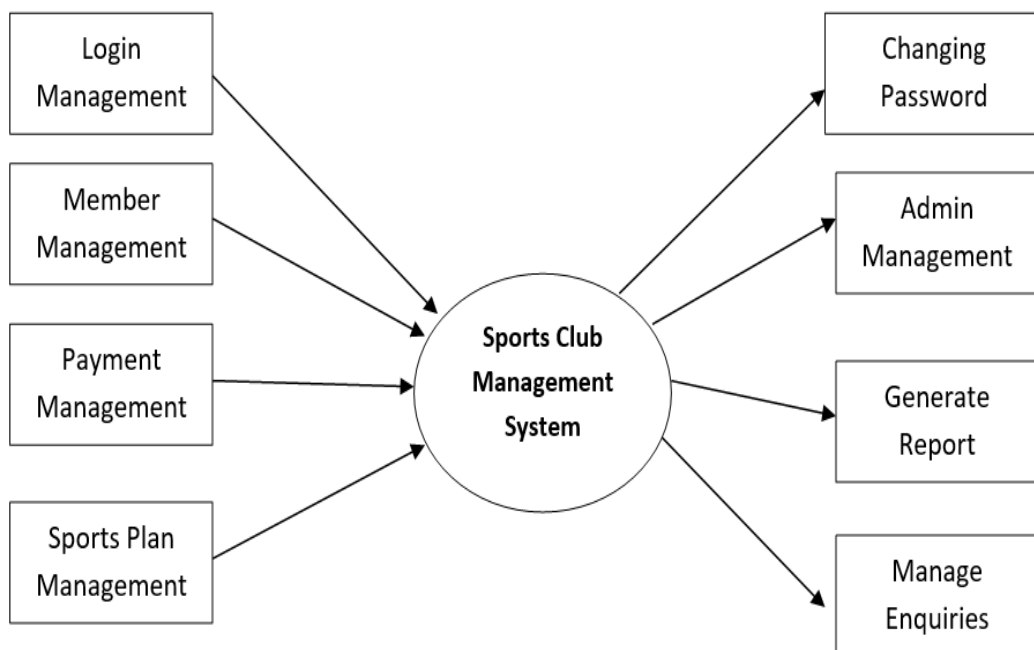 Login
Management
Member
Management
Payment
Management
Sports Plan
Management
Sports Club
Management
System
Changing
Password
Admin
Management
Generate
Report
Manage
Enquiries